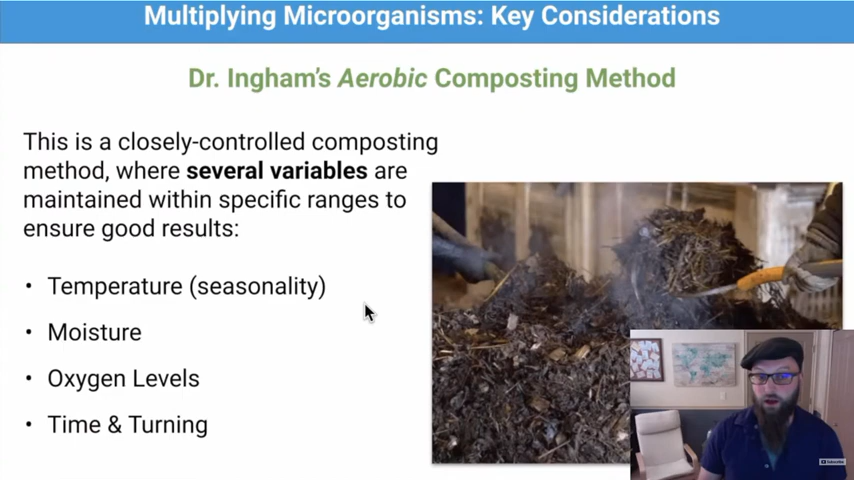 Multiplying Microorganisms: Key Considerations
Dr. Ingham's Aerobic Composting Method
This is a closely-controlled composting
method, where several variables are
maintained within specific ranges to
ensure good results:
• Temperature (seasonality)
• Moisture
• Oxygen Levels
• Time & Turning
Subscribe